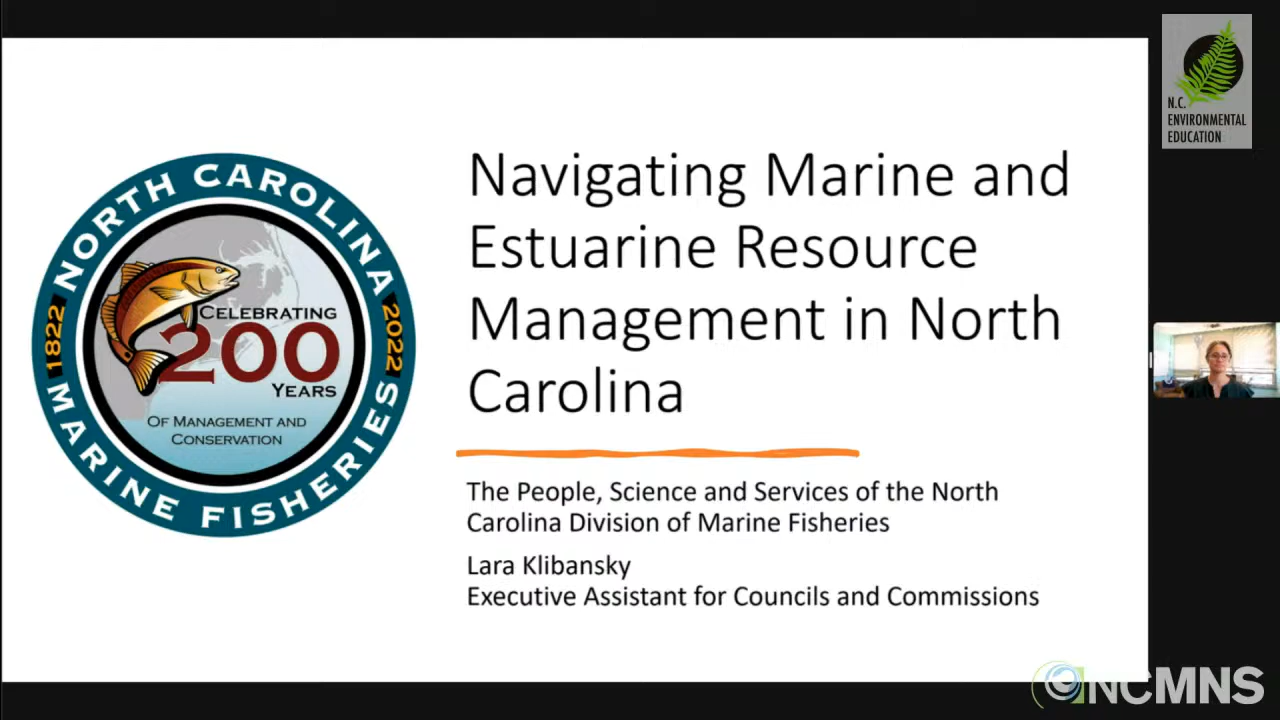 N.C.
ENVIRONMENTAL
EDUCATION
NORTH CAROLINA
1822
2022
CELEBRATING
200
YEARS
OF MANAGEMENT AND
CONSERVATION
MARINE FISHERIES
Navigating Marine and
Estuarine Resource
Management in North
Carolina
The People, Science and Services of the North
Carolina Division of Marine Fisheries
Lara Klibansky
Executive Assistant for Councils and Commissions
NCMNS